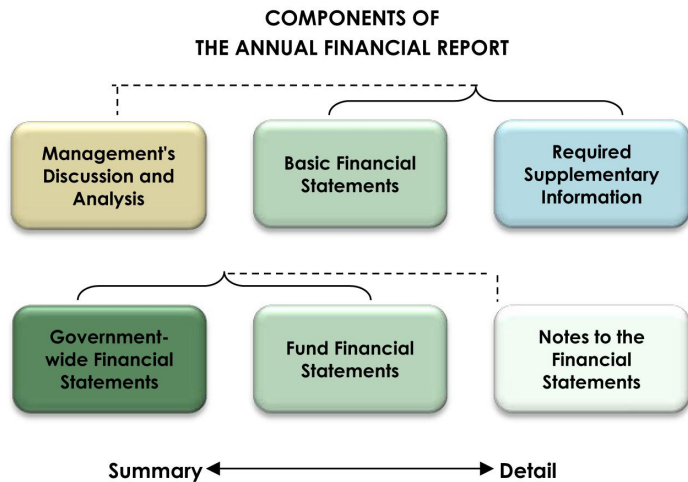 COMPONENTS OF
THE ANNUAL FINANCIAL REPORT
Management's
Discussion and
Analysis
Basic Financial
Statements
Required
Supplementary
Information
Government-
wide Financial
Statements
Fund Financial
Statements
Notes to the
Financial
Statements
Summary
Detail